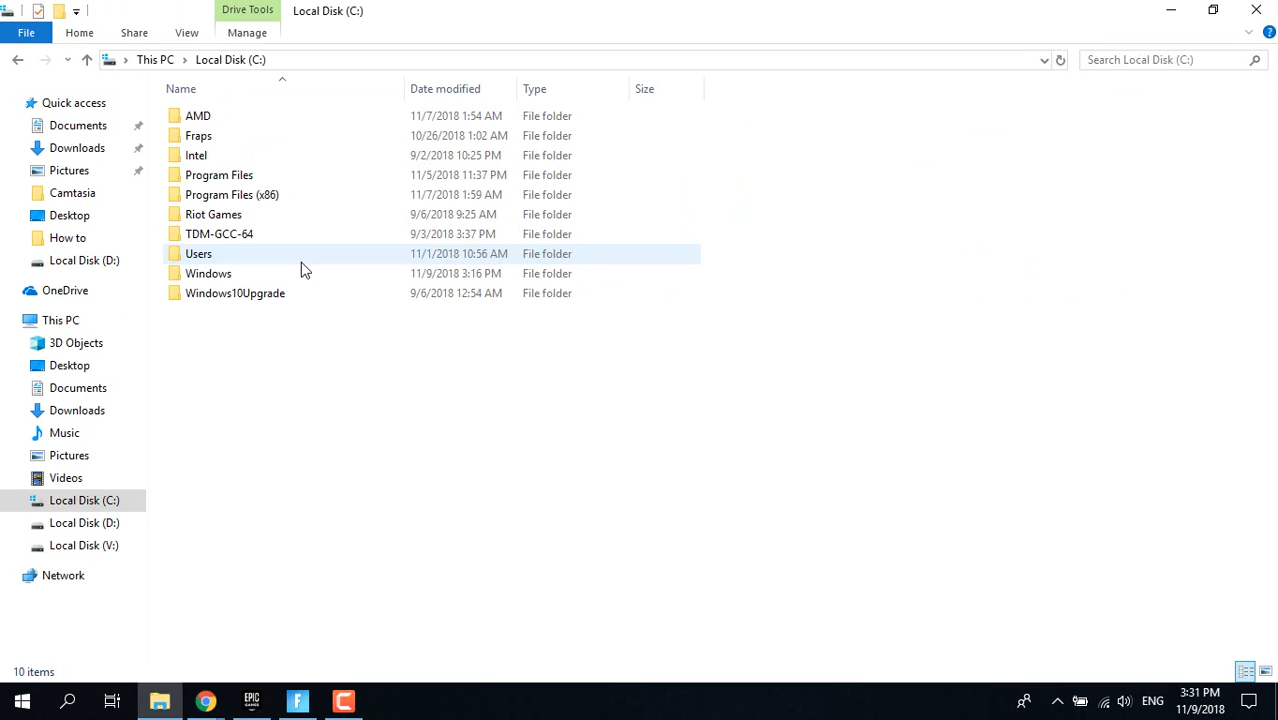 Drive Tools
Local Disk (C:)
File
Home
Share
View
Manage
This PC
Local Disk (C:)
Search Local Disk (C:)
Name
Date modified
Type
Size
AMD 11/7/2018 1:54 AM File folder
Fraps 10/26/2018 1:02 AM File folder
Intel 9/2/2018 10:25 PM File folder
Program Files 11/5/2018 11:37 PM File folder
Program Files (x86) 11/7/2018 1:59 AM File folder
Riot Games 9/6/2018 9:25 AM File folder
TDM-GCC-64 9/3/2018 3:37 PM File folder
Users 11/1/2018 10:56 AM File folder
Windows 11/9/2018 3:16 PM File folder
Windows10Upgrade 9/6/2018 12:54 AM File folder
Quick access
Documents
Downloads
Pictures
Camtasia
Desktop
How to
Local Disk (D:)
OneDrive
This PC
3D Objects
Desktop
Documents
Downloads
Music
Pictures
Videos
Local Disk (C:)
Local Disk (D:)
Local Disk (V:)
Network
10 items
EPIC
GAMES
F
ENG
3:31 PM
11/9/2018